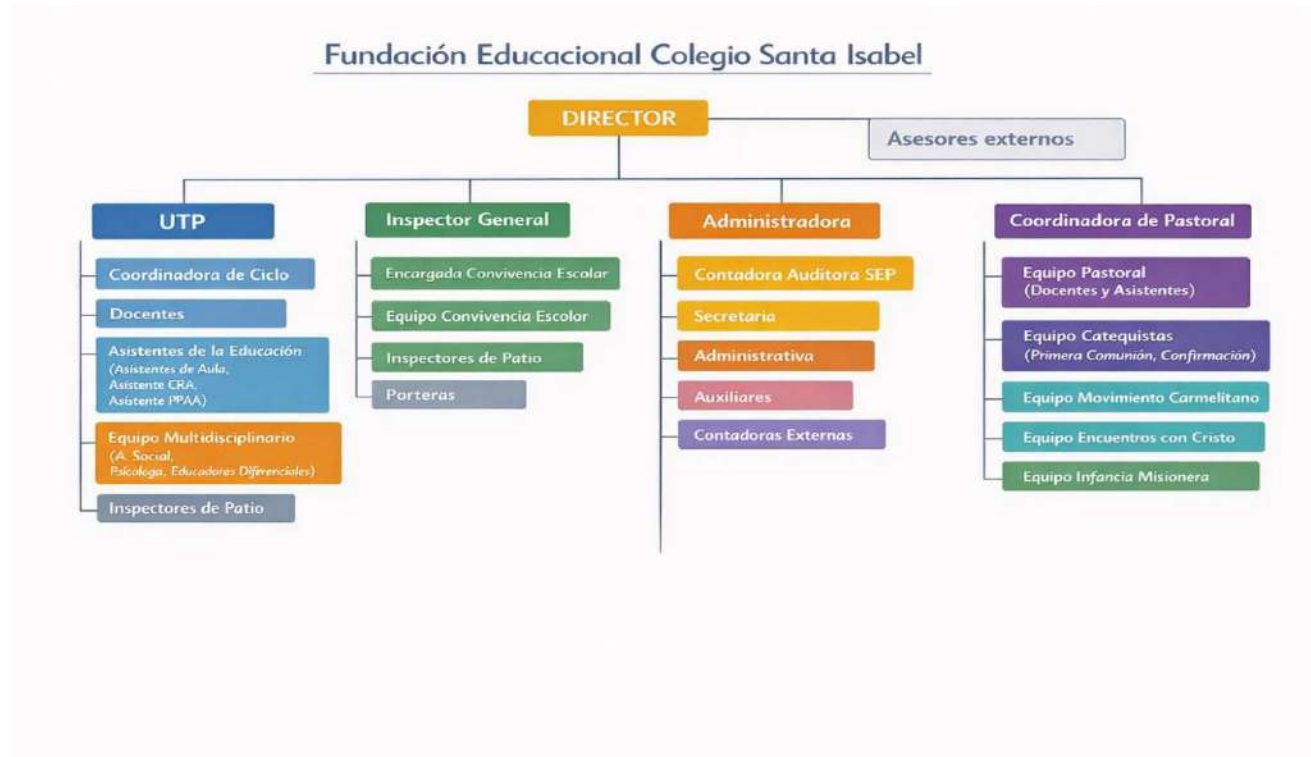 Fundación Educacional Colegio Santa Isabel
DIRECTOR
Asesores externos
UTP
Coordinadora de Ciclo
Docentes
Asistentes de la Educación
(Asistentes de Aula,
Asistente CRA,
Asistente PPAA)
Equipo Multidisciplinario
(A. Social,
Psicologa, Educadores Diferenciales)
Inspectores de Patio
Inspector General
Encargada Convivencia Escolar
Equipo Convivencia Escolar
Inspectores de Patio
Porteras
Administradora
Contadora Auditora SEP
Secretaria
Administrativa
Auxiliares
Contadoras Externas
Coordinadora de Pastoral
Equipo Pastoral
(Docentes y Asistentes)
Equipo Catequistas
(Primera Comunión, Confirmación)
Equipo Movimiento Carmelitano
Equipo Encuentros con Cristo
Equipo Infancia Misionera